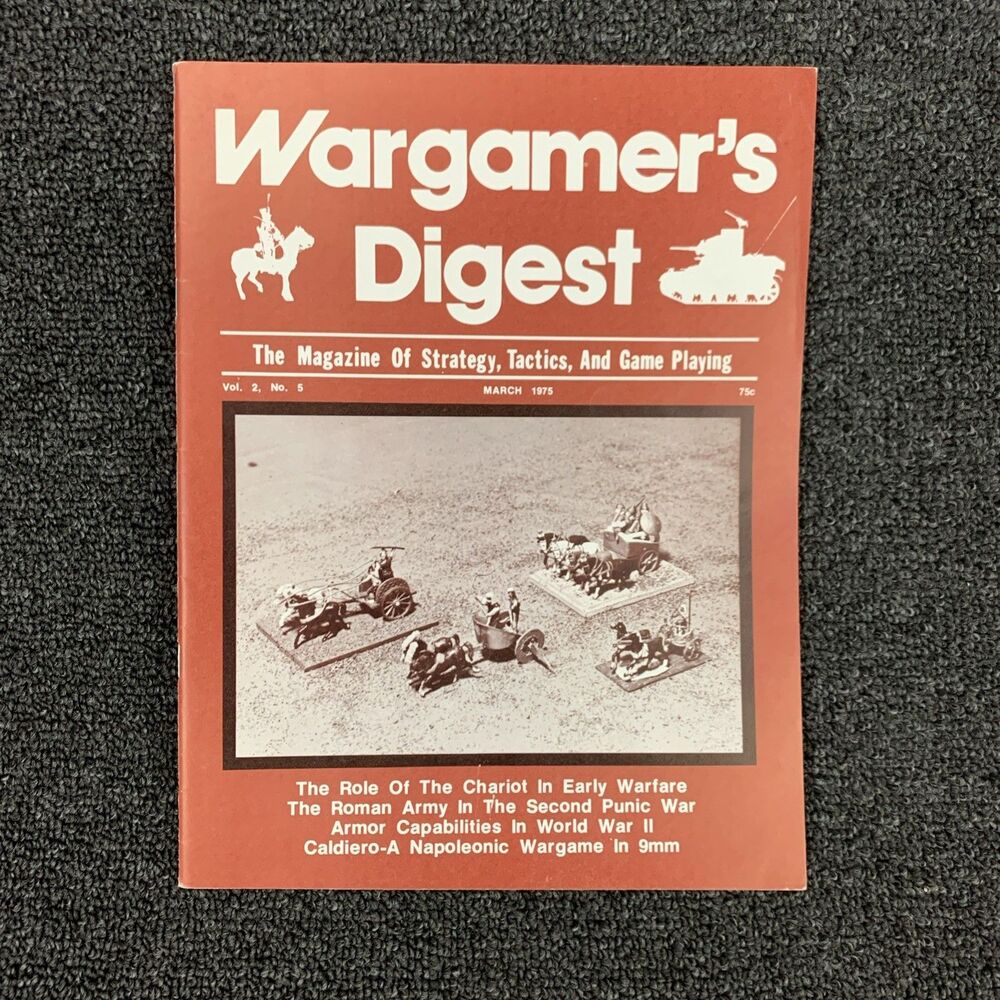 Wargamer's
Digest
The Magazine Of Strategy, Tactics, And Game Playing
Vol. 2, No. 5 MARCH 1975 75c
The Role Of The Chariot In Early Warfare
The Roman Army In The Second Punic War
Armor Capabilities In World War II
Caldiero-A Napoleonic Wargame In 9mm